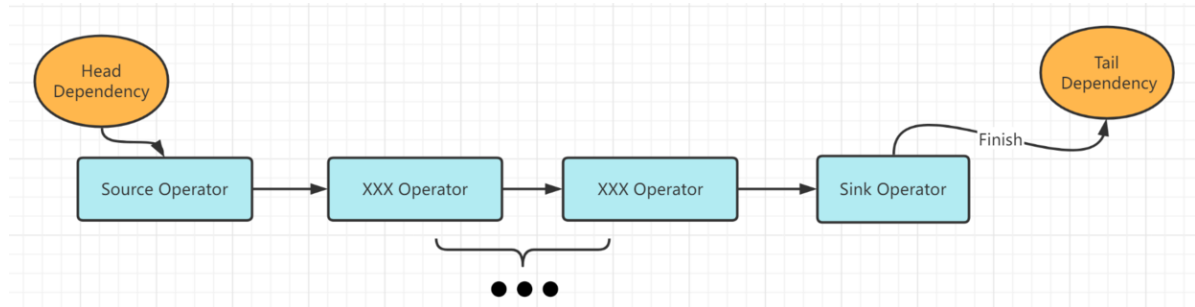 Head
Dependency
Tail
Dependency
Finish
Source Operator
XXX Operator
XXX Operator
Sink Operator